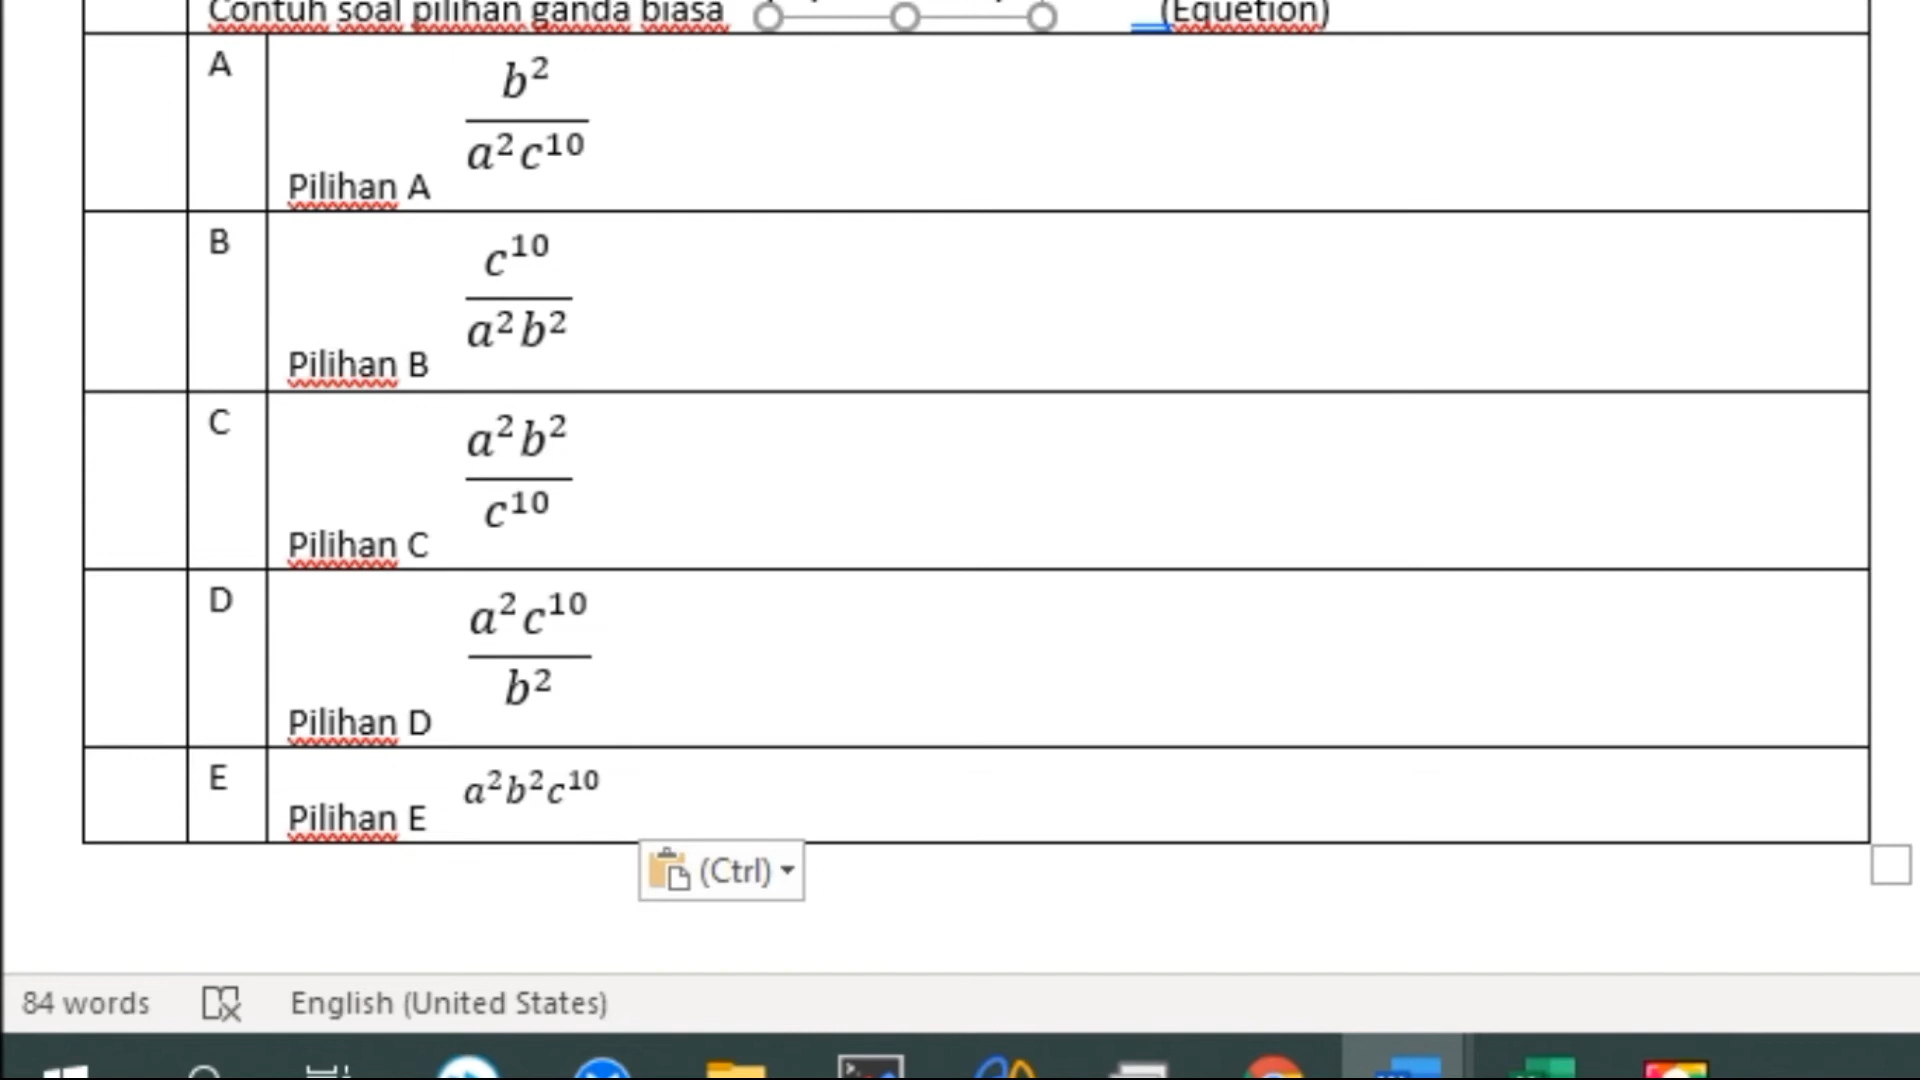 Contuh soal pilihan ganda biasa (Equetion)
A
b²/a²c¹⁰
Pilihan A
B
c¹⁰/a²b²
Pilihan B
C
a²b²/c¹⁰
Pilihan C
D
a²c¹⁰/b²
Pilihan D
E
a²b²c¹⁰
Pilihan E
(Ctrl)
84 words English (United States)